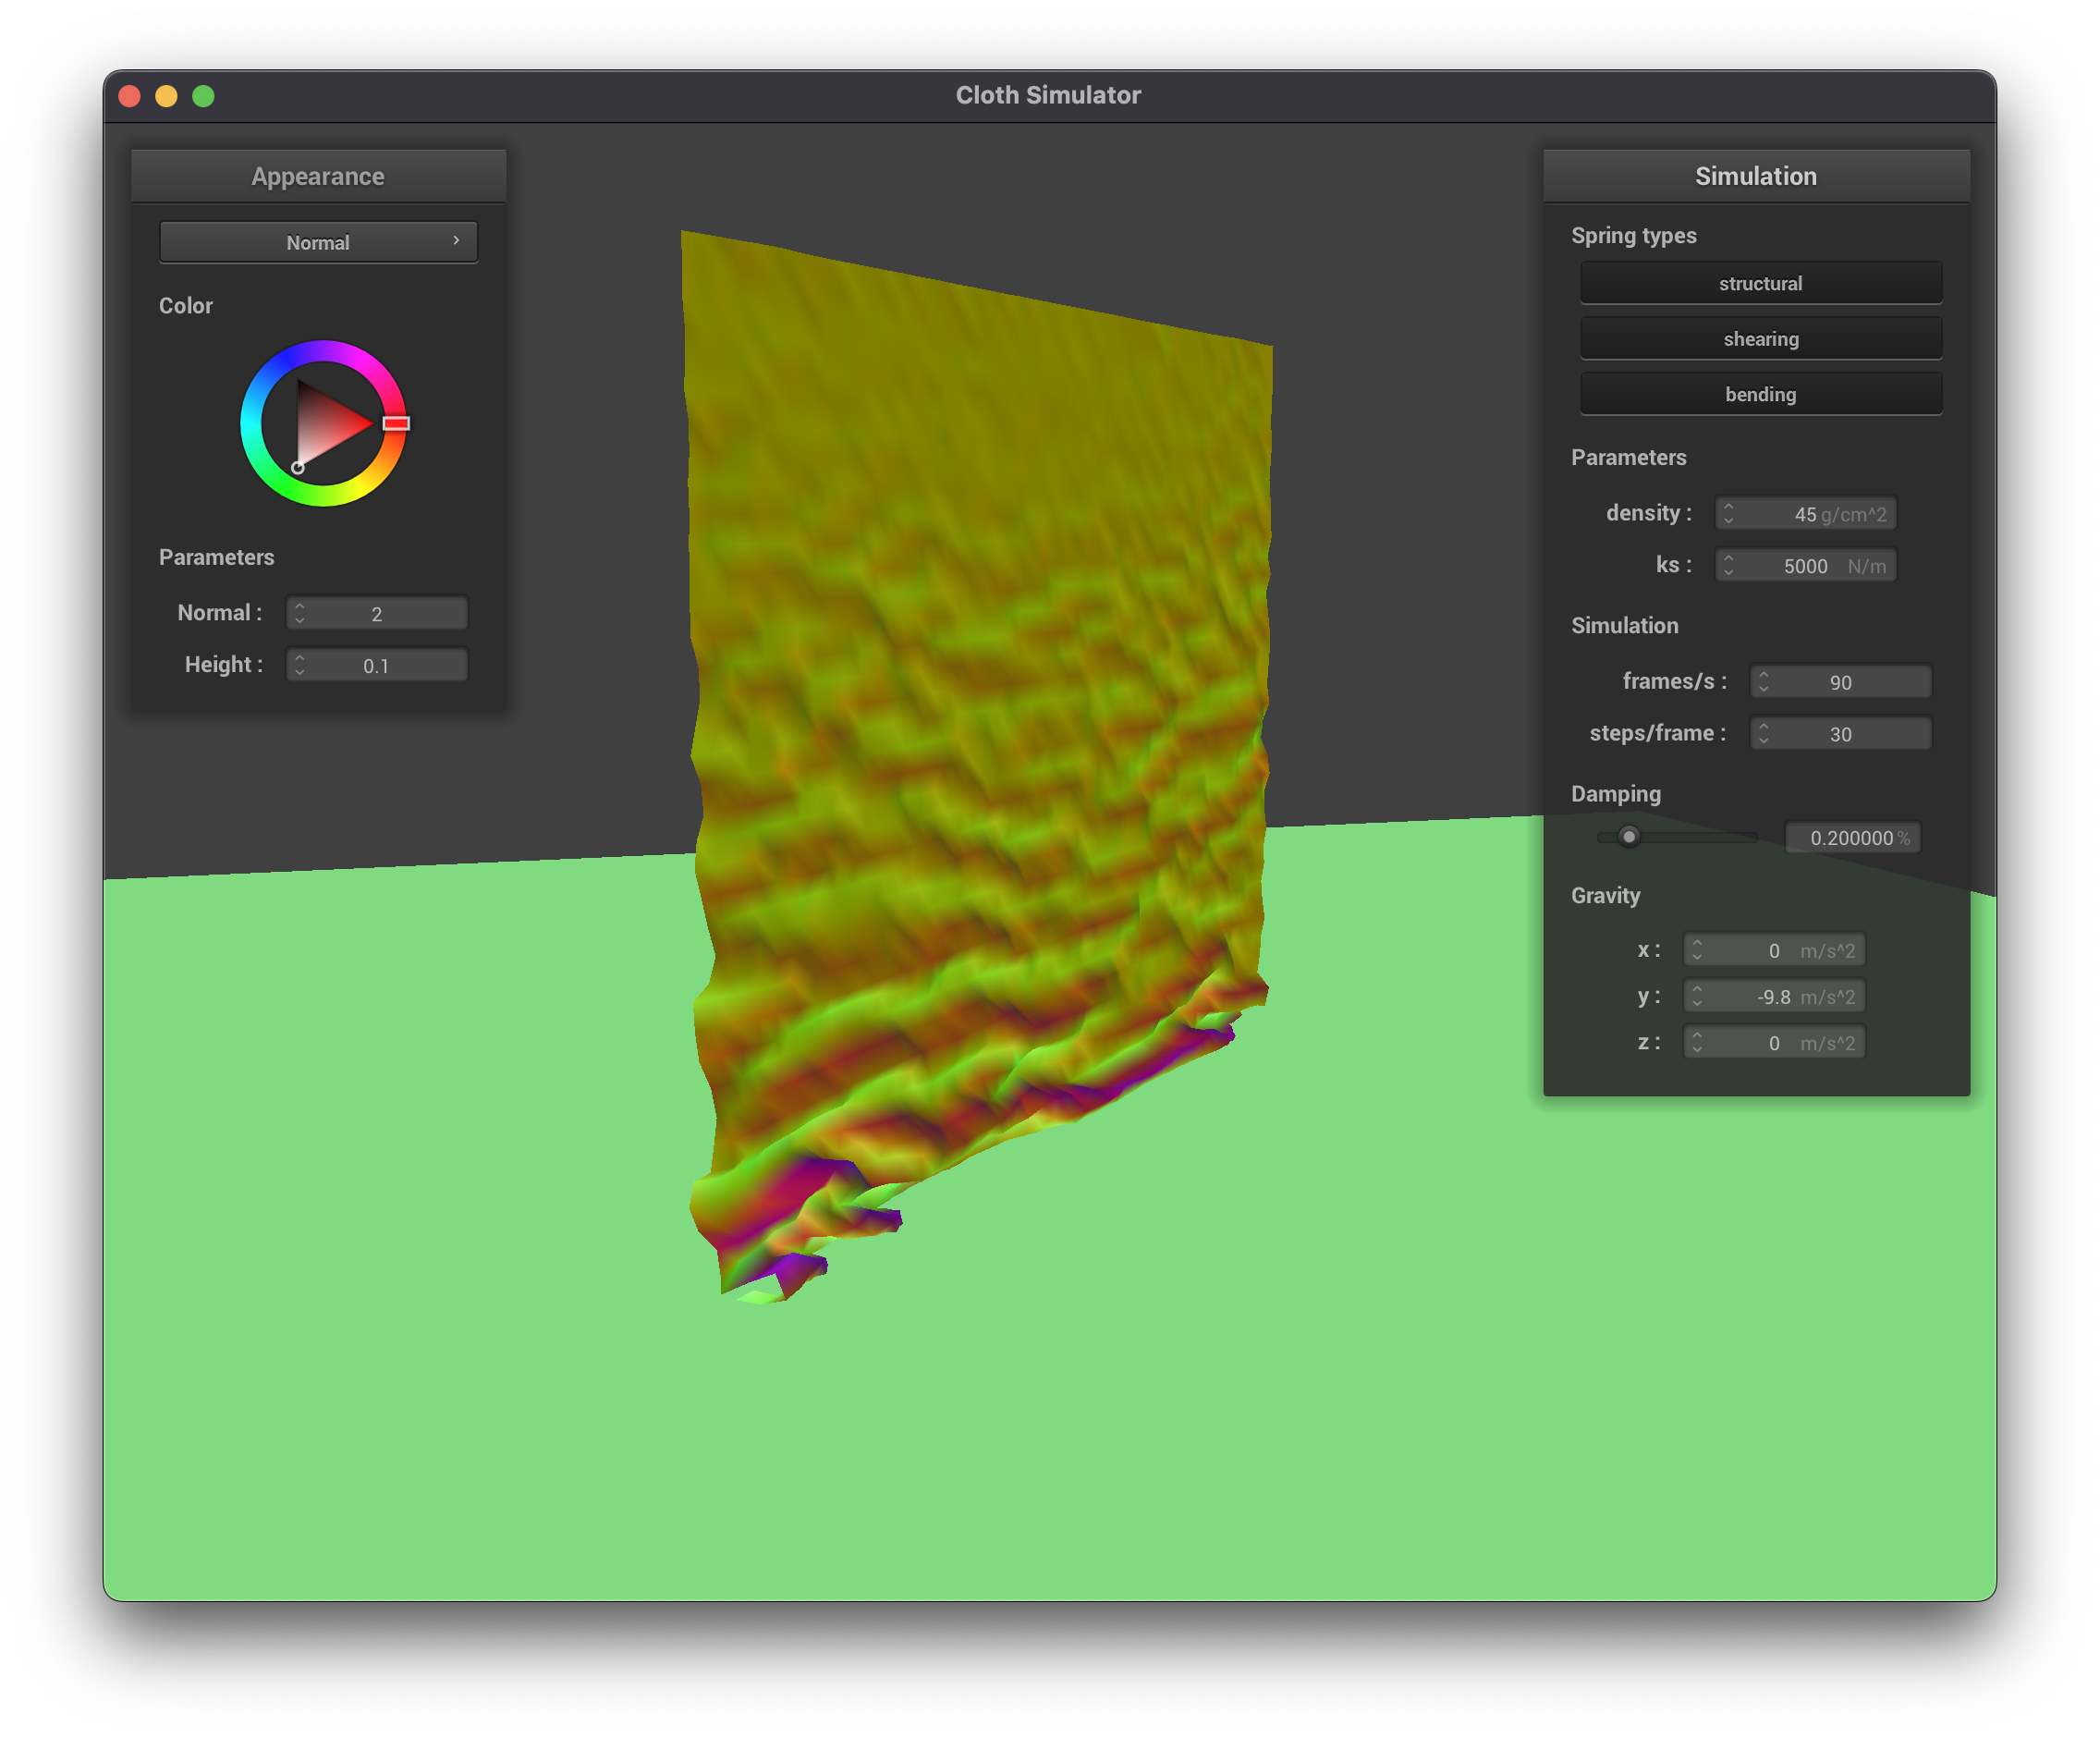 Cloth Simulator
Appearance
Normal
Color
Parameters
Normal : 2
Height : 0.1
Simulation
Spring types
structural
shearing
bending
Parameters
density : 45 g/cm^2
ks : 5000 N/m
Simulation
frames/s : 90
steps/frame : 30
Damping
0.200000 %
Gravity
x : 0 m/s^2
y : -9.8 m/s^2
z : 0 m/s^2